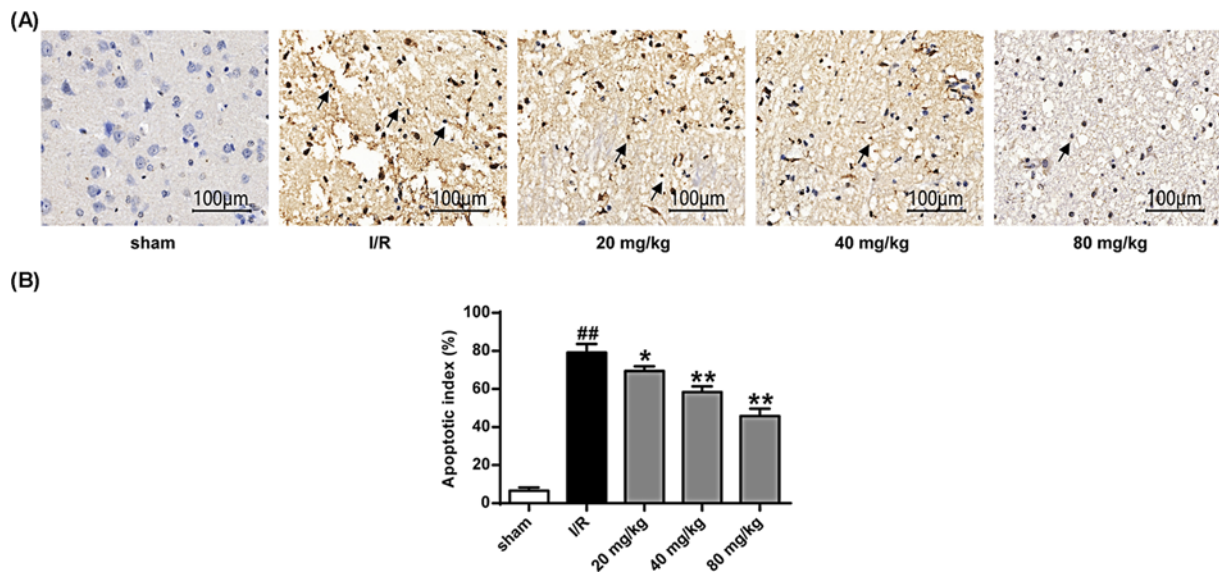 (A)
100μm 100μm 100μm 100μm 100μm
sham I/R 20 mg/kg 40 mg/kg 80 mg/kg
(B)
Apoptotic index (%)
100
80
60
40
20
0
## * ** **
sham I/R 20 mg/kg 40 mg/kg 80 mg/kg